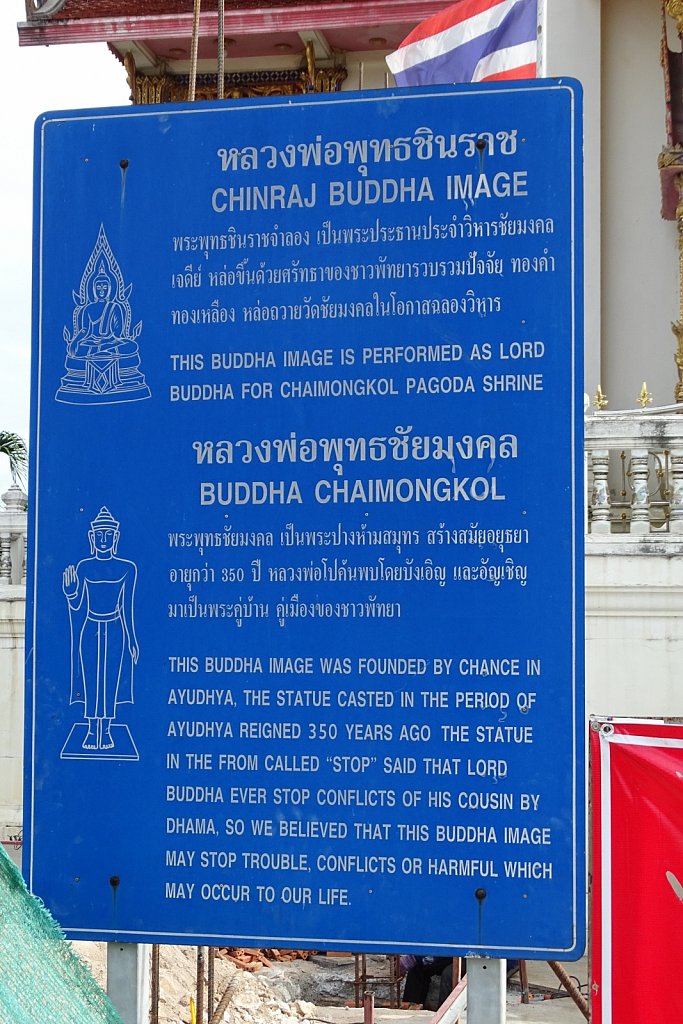 หลวงพ่อพุทธชินราช
CHINRAJ BUDDHA IMAGE
พระพุทธชินราชจำลอง เป็นพระประธานประจำวิหารชัยมงคล
เจดีย์ หล่อขึ้นด้วยศรัทธาของชาวพัทยารวบรวมปัจจัย ทองคำ
ทองเหลือง หล่อถวายวัดชัยมงคลในโอกาสฉลองวิหาร
THIS BUDDHA IMAGE IS PERFORMED AS LORD
BUDDHA FOR CHAIMONGKOL PAGODA SHRINE
หลวงพ่อพุทธชัยมงคล
BUDDHA CHAIMONGKOL
พระพุทธชัยมงคล เป็นพระปางห้ามสมุทร สร้างสมัยอยุธยา
อายุกว่า 350 ปี หลวงพ่อโปค้นพบโดยบังเอิญ และอัญเชิญ
มาเป็นพระคู่บ้าน คู่เมืองของชาวพัทยา
THIS BUDDHA IMAGE WAS FOUNDED BY CHANCE IN
AYUDHYA, THE STATUE CASTED IN THE PERIOD OF
AYUDHYA REIGNED 350 YEARS AGO THE STATUE
IN THE FROM CALLED “STOP” SAID THAT LORD
BUDDHA EVER STOP CONFLICTS OF HIS COUSIN BY
DHAMA, SO WE BELIEVED THAT THIS BUDDHA IMAGE
MAY STOP TROUBLE, CONFLICTS OR HARMFUL WHICH
MAY OCCUR TO OUR LIFE.